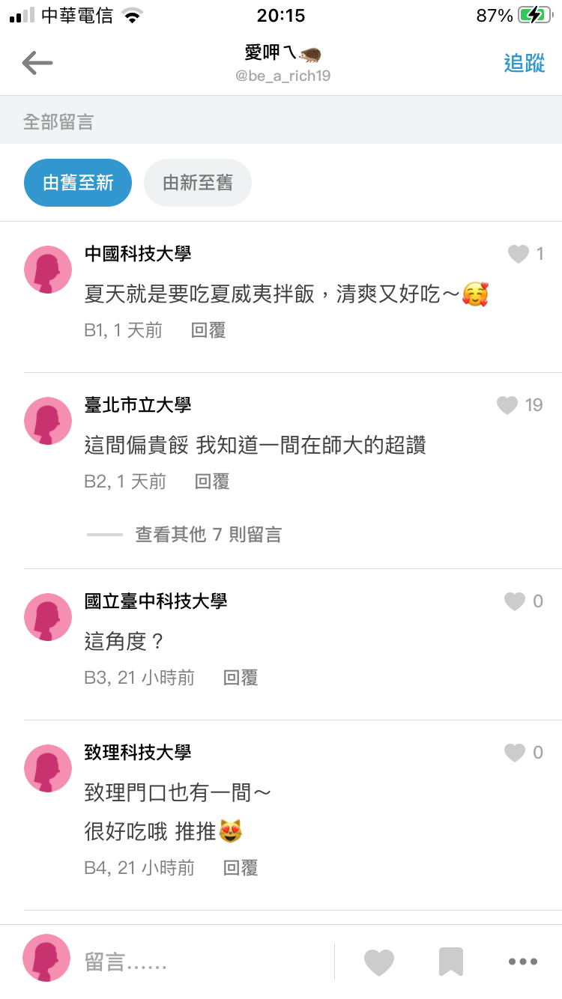 中華電信
20:15
87%
愛呷ㄟ🦔
@be_a_rich19
追蹤
全部留言
由舊至新
由新至舊
中國科技大學
1
夏天就是要吃夏威夷拌飯，清爽又好吃～🥰
B1, 1 天前 回覆
臺北市立大學
19
這間偏貴餒 我知道一間在師大的超讚
B2, 1 天前 回覆
查看其他 7 則留言
國立臺中科技大學
0
這角度？
B3, 21 小時前 回覆
致理科技大學
0
致理門口也有一間～
很好吃哦 推推😻
B4, 21 小時前 回覆
留言……